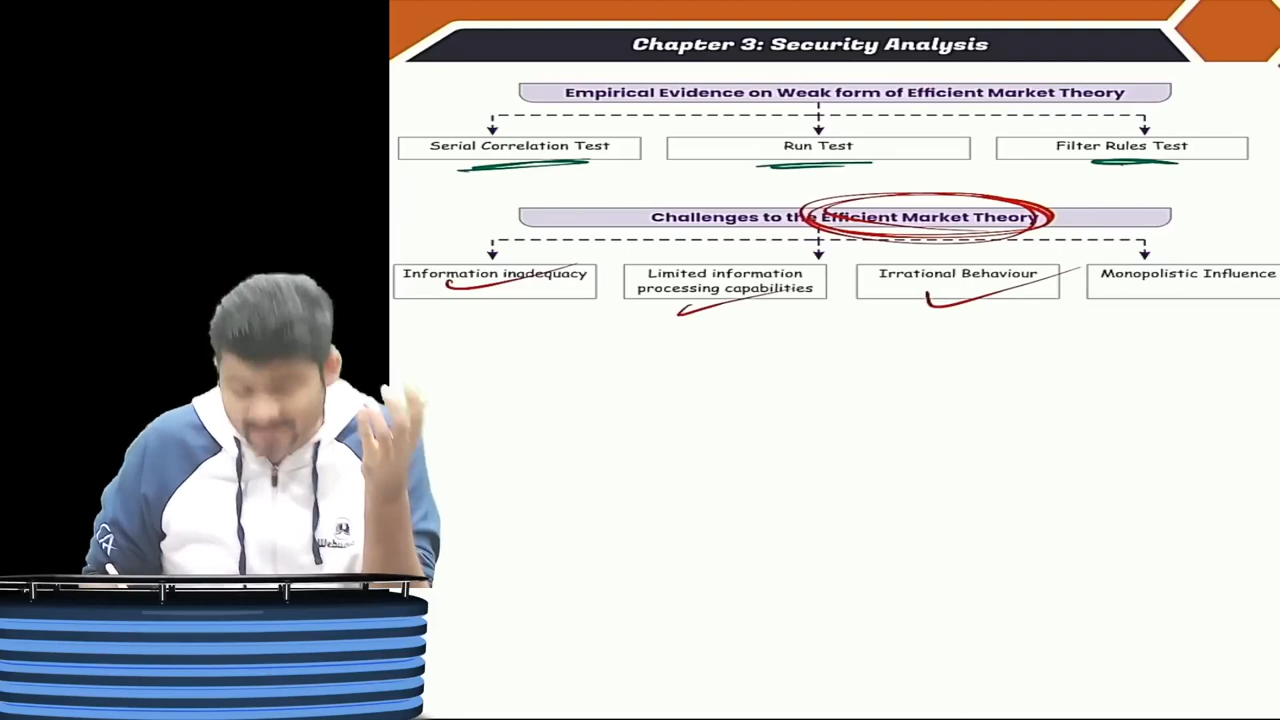 Chapter 3: Security Analysis
Empirical Evidence on Weak form of Efficient Market Theory
Serial Correlation Test
Run Test
Filter Rules Test
Challenges to the Efficient Market Theory
Information inadequacy
Limited information
processing capabilities
Irrational Behaviour
Monopolistic Influence
CA